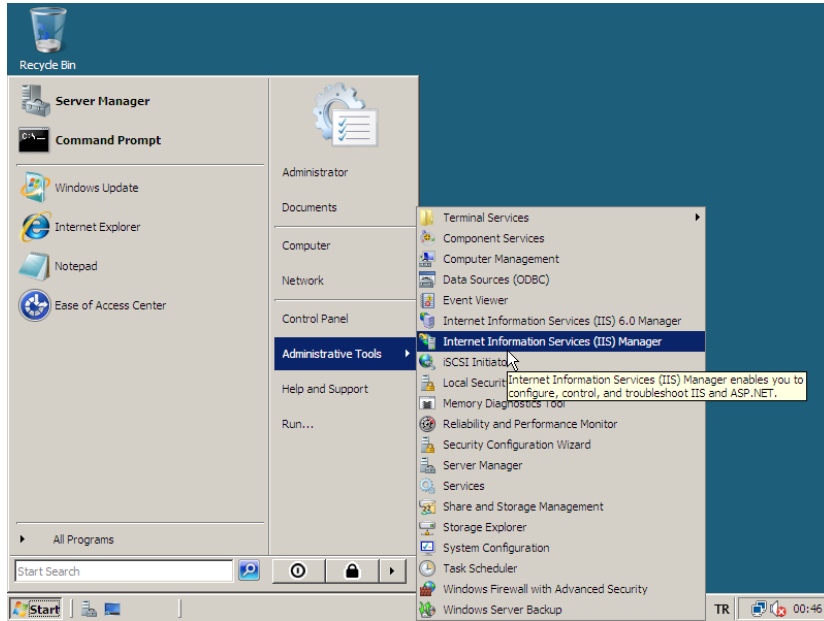 Recycle Bin
Server Manager
Command Prompt
Windows Update
Internet Explorer
Notepad
Ease of Access Center
All Programs
Start Search
Administrator
Documents
Computer
Network
Control Panel
Administrative Tools
Help and Support
Run...
Terminal Services
Component Services
Computer Management
Data Sources (ODBC)
Event Viewer
Internet Information Services (IIS) 6.0 Manager
Internet Information Services (IIS) Manager
iSCSI Initiator
Local Securit
Internet Information Services (IIS) Manager enables you to
configure, control, and troubleshoot IIS and ASP.NET.
Memory Diagnostics Tool
Reliability and Performance Monitor
Security Configuration Wizard
Server Manager
Services
Share and Storage Management
Storage Explorer
System Configuration
Task Scheduler
Windows Firewall with Advanced Security
Windows Server Backup
Start
TR
00:46